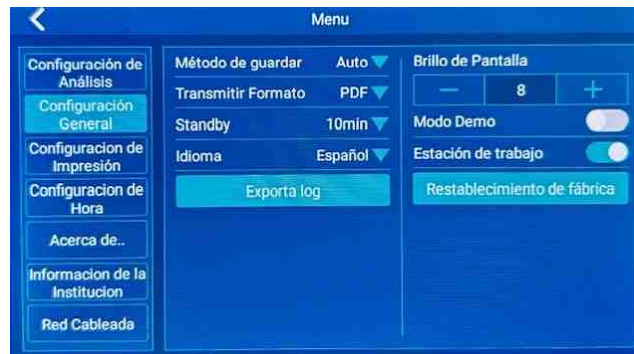 Menu
Configuración de
Análisis
Configuración
General
Configuracion de
Impresión
Configuracion de
Hora
Acerca de..
Informacion de la
Institucion
Red Cableada
Método de guardar Auto
Transmitir Formato PDF
Standby 10min
Idioma Español
Exporta log
Brillo de Pantalla
— 8 +
Modo Demo
Estación de trabajo
Restablecimiento de fábrica